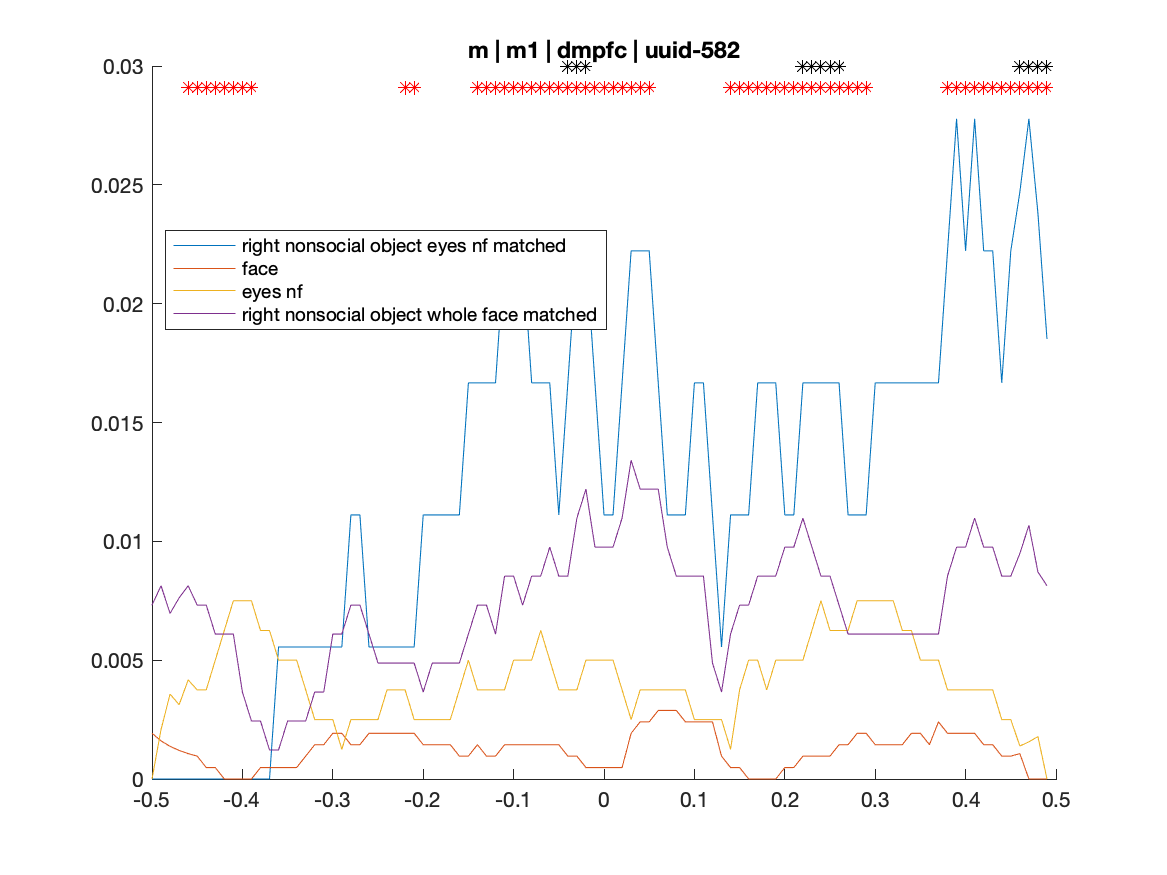 m | m1 | dmpfc | uuid-582
0.03
0.025
0.02
0.015
0.01
0.005
0
right nonsocial object eyes nf matched
face
eyes nf
right nonsocial object whole face matched
-0.5 -0.4 -0.3 -0.2 -0.1 0 0.1 0.2 0.3 0.4 0.5